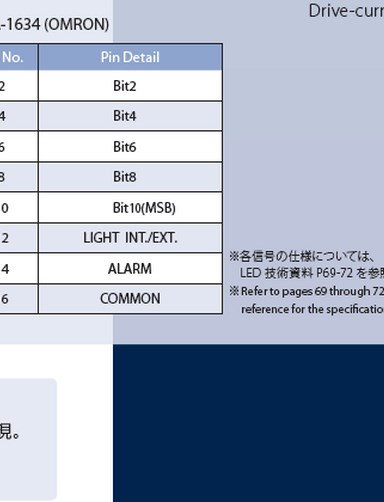 Drive-curr
-1634 (OMRON)
No. Pin Detail
2 Bit2
4 Bit4
6 Bit6
8 Bit8
0 Bit10(MSB)
2 LIGHT INT./EXT.
4 ALARM
6 COMMON
※各信号の仕様については、
LED 技術資料 P69-72 を参照
※Refer to pages 69 through 72
reference for the specificatio
見。